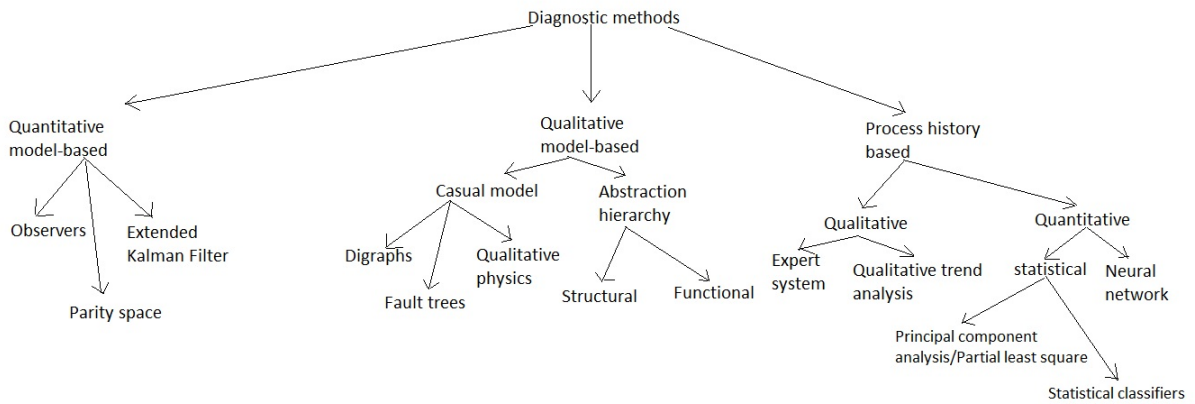 Diagnostic methods
Quantitative
model-based
Qualitative
model-based
Process history
based
Observers
Extended
Kalman Filter
Parity space
Casual model
Abstraction
hierarchy
Digraphs
Qualitative
physics
Fault trees
Structural
Functional
Qualitative
Quantitative
Expert
system
Qualitative trend
analysis
statistical
Neural
network
Principal component
analysis/Partial least square
Statistical classifiers